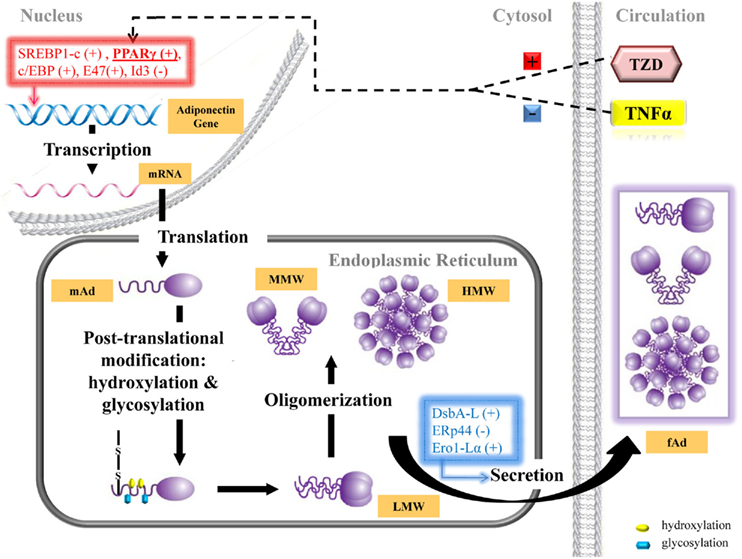 Nucleus
Cytosol
Circulation
SREBP1-c (+) , PPARγ (+),
c/EBP (+), E47(+), Id3 (-)
+
TZD
-
TNFα
Adiponectin
Gene
Transcription
mRNA
Translation
Endoplasmic Reticulum
mAd
MMW
HMW
Post-translational
modification:
hydroxylation &
glycosylation
Oligomerization
DsbA-L (+)
ERp44 (-)
Ero1-Lα (+)
Secretion
S
S
LMW
fAd
hydroxylation
glycosylation